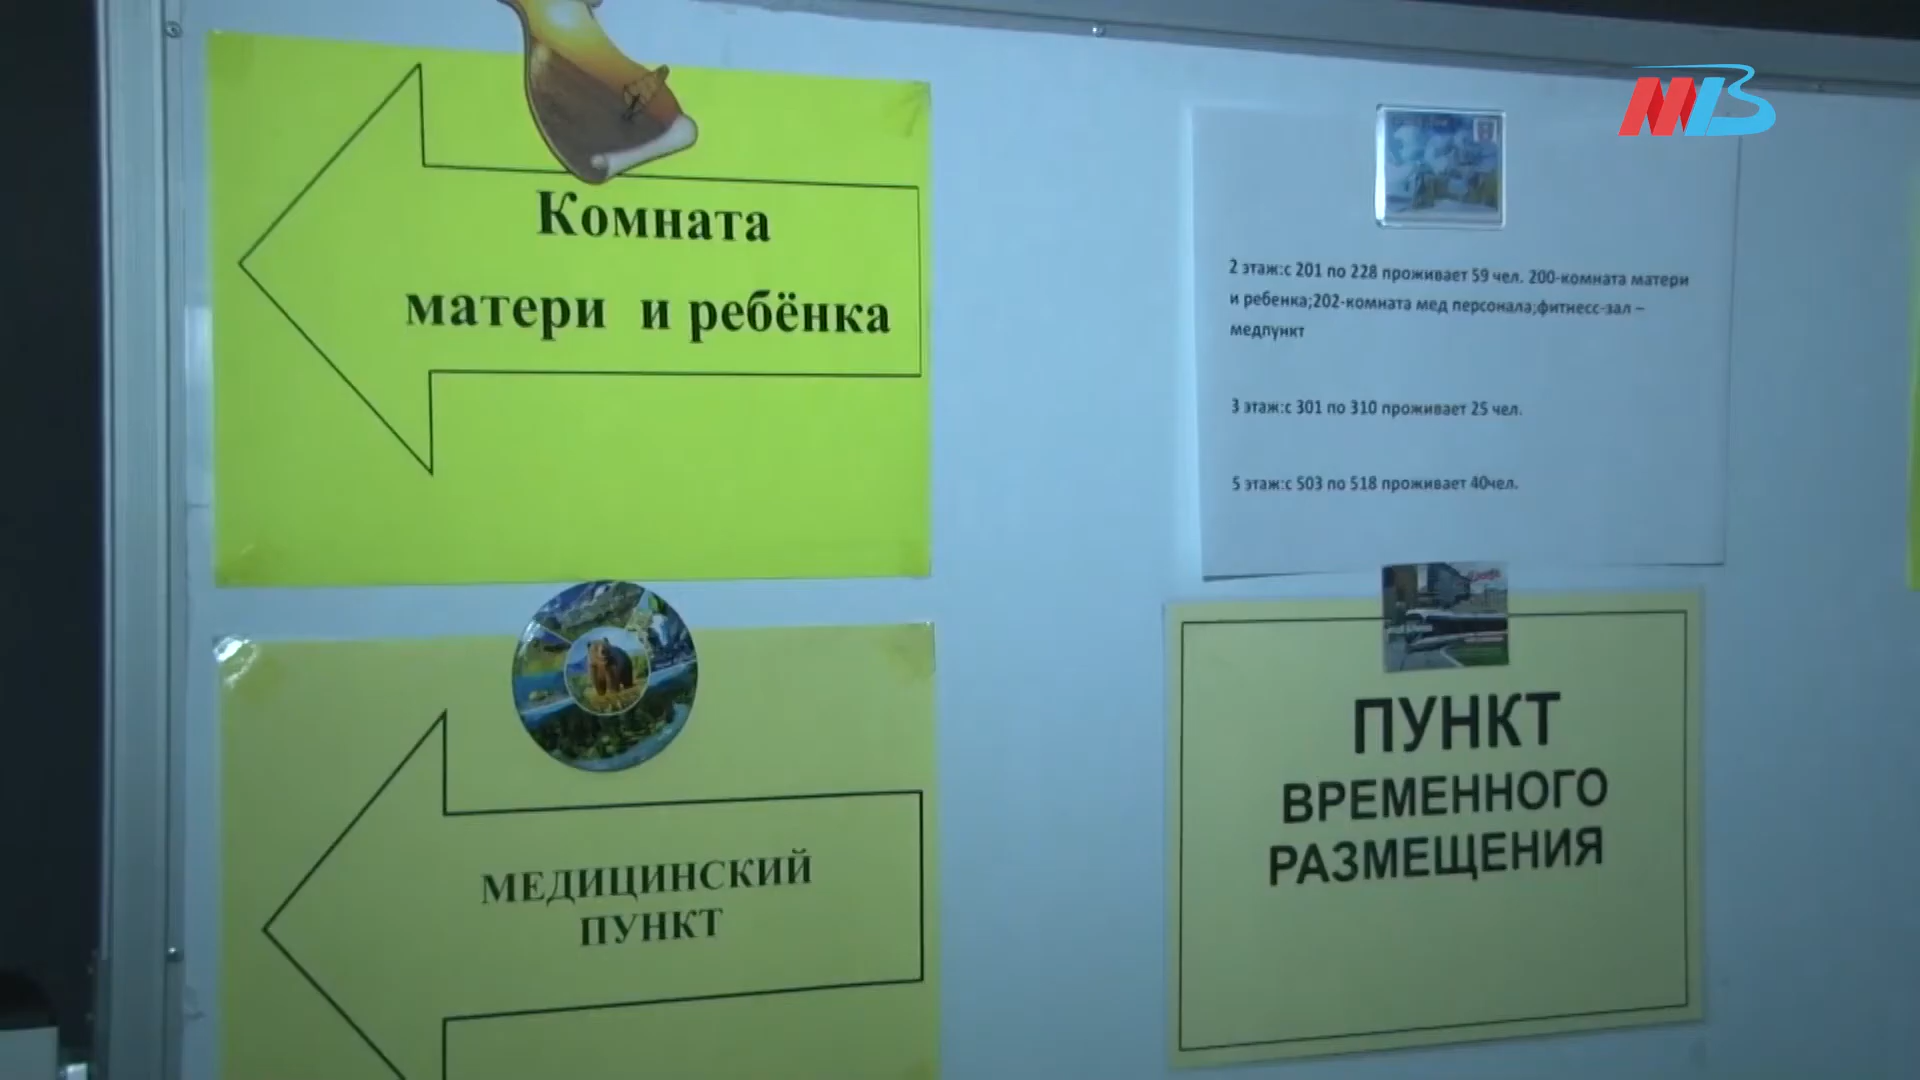 Комната
матери и ребёнка
МЕДИЦИНСКИЙ
ПУНКТ
2 этаж:с 201 по 228 проживает 59 чел. 200-комната матери
и ребенка;202-комната мед персонала;фитнесс-зал –
медпункт
3 этаж:с 301 по 310 проживает 25 чел.
5 этаж:с 503 по 518 проживает 40чел.
ПУНКТ
ВРЕМЕННОГО
РАЗМЕЩЕНИЯ